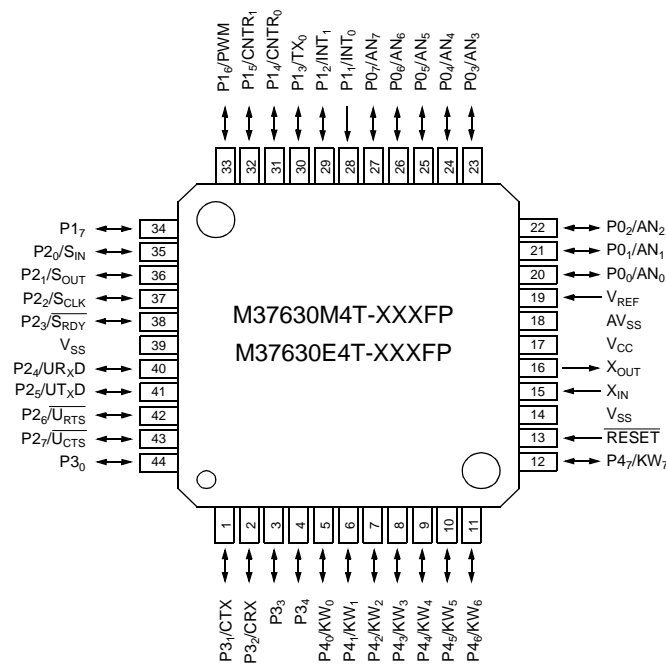 P1₆/PWM
P1₅/CNTR₁
P1₄/CNTR₀
P1₃/TX₀
P1₂/INT₁
P1₁/INT₀
P0₇/AN₇
P0₆/AN₆
P0₅/AN₅
P0₄/AN₄
P0₃/AN₃
33 32 31 30 29 28 27 26 25 24 23
P1₇ 34
P2₀/S_IN 35
P2₁/S_OUT 36
P2₂/S_CLK 37
P2₃/S̅_R̅D̅Y̅ 38
V_SS 39
P2₄/UR_XD 40
P2₅/UT_XD 41
P2₆/U̅_R̅T̅S̅ 42
P2₇/U̅_C̅T̅S̅ 43
P3₀ 44
M37630M4T-XXXFP
M37630E4T-XXXFP
22 P0₂/AN₂
21 P0₁/AN₁
20 P0₀/AN₀
19 V_REF
18 AV_SS
17 V_CC
16 X_OUT
15 X_IN
14 V_SS
13 R̅E̅S̅E̅T̅
12 P4₇/KW₇
1 2 3 4 5 6 7 8 9 10 11
P3₁/CTX
P3₂/CRX
P3₃
P3₄
P4₀/KW₀
P4₁/KW₁
P4₂/KW₂
P4₃/KW₃
P4₄/KW₄
P4₅/KW₅
P4₆/KW₆